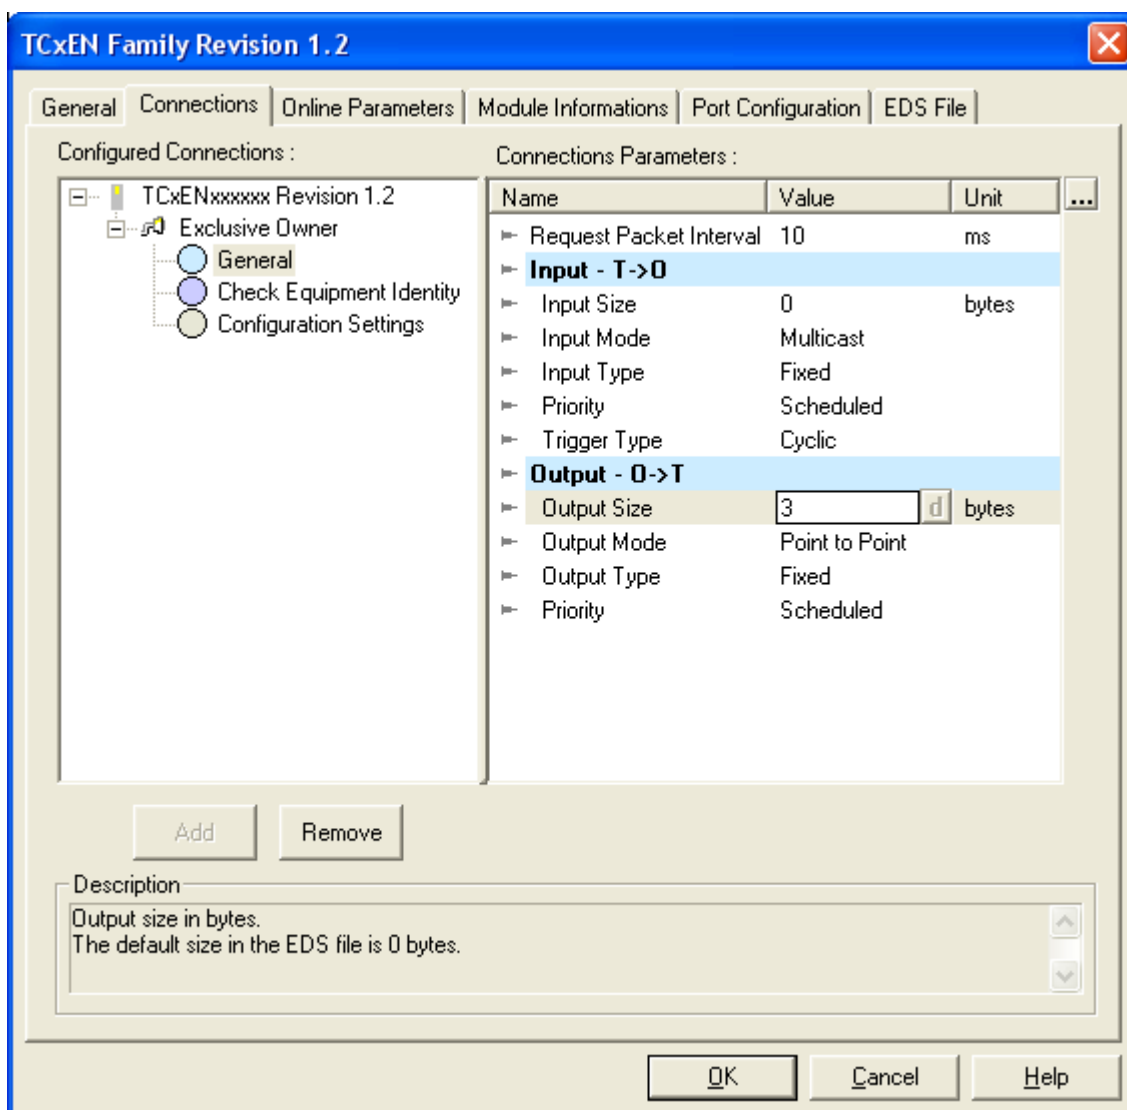 TCxEN Family Revision 1.2
General Connections Online Parameters Module Informations Port Configuration EDS File
Configured Connections :
TCxENxxxxxx Revision 1.2
Exclusive Owner
General
Check Equipment Identity
Configuration Settings
Connections Parameters :
Name Value Unit ...
Request Packet Interval 10 ms
Input - T->O
Input Size 0 bytes
Input Mode Multicast
Input Type Fixed
Priority Scheduled
Trigger Type Cyclic
Output - O->T
Output Size 3 d bytes
Output Mode Point to Point
Output Type Fixed
Priority Scheduled
Add Remove
Description
Output size in bytes.
The default size in the EDS file is 0 bytes.
OK Cancel Help